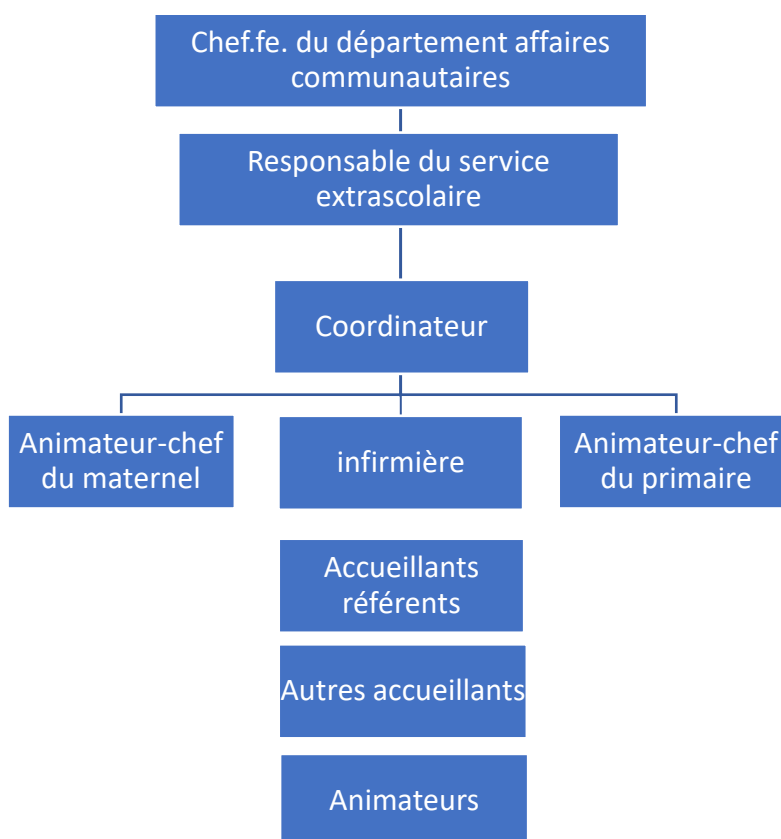 Chef.fe. du département affaires
communautaires
Responsable du service
extrascolaire
Coordinateur
Animateur-chef
du maternel
infirmière
Animateur-chef
du primaire
Accueillants
référents
Autres accueillants
Animateurs